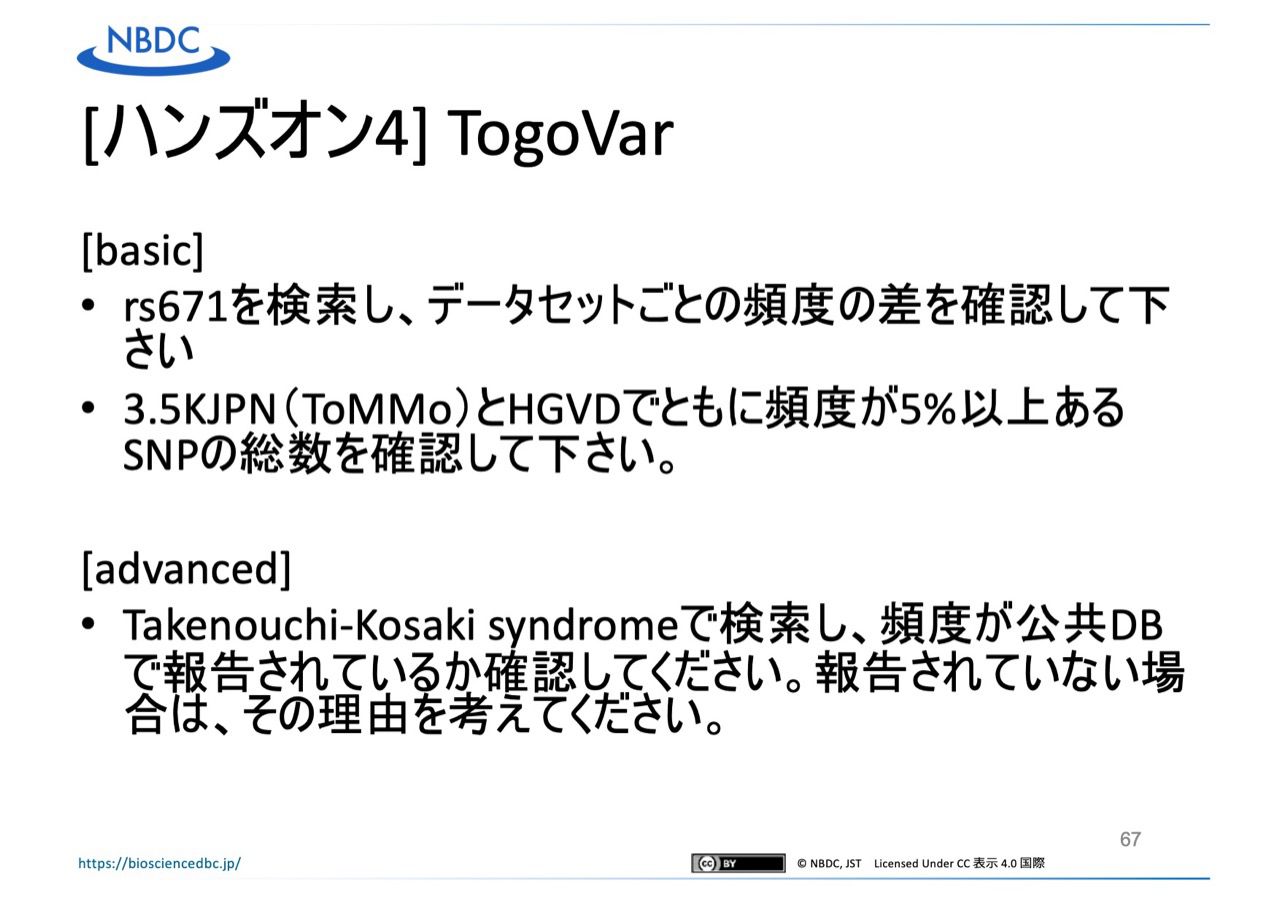 NBDC
[ハンズオン4] TogoVar
[basic]
• rs671を検索し、データセットごとの頻度の差を確認して下
さい
• 3.5KJPN（ToMMo）とHGVDでともに頻度が5%以上ある
SNPの総数を確認して下さい。
[advanced]
• Takenouchi-Kosaki syndromeで検索し、頻度が公共DB
で報告されているか確認してください。報告されていない場
合は、その理由を考えてください。
67
https://biosciencedbc.jp/
cc BY © NBDC, JST Licensed Under CC 表示 4.0 国際